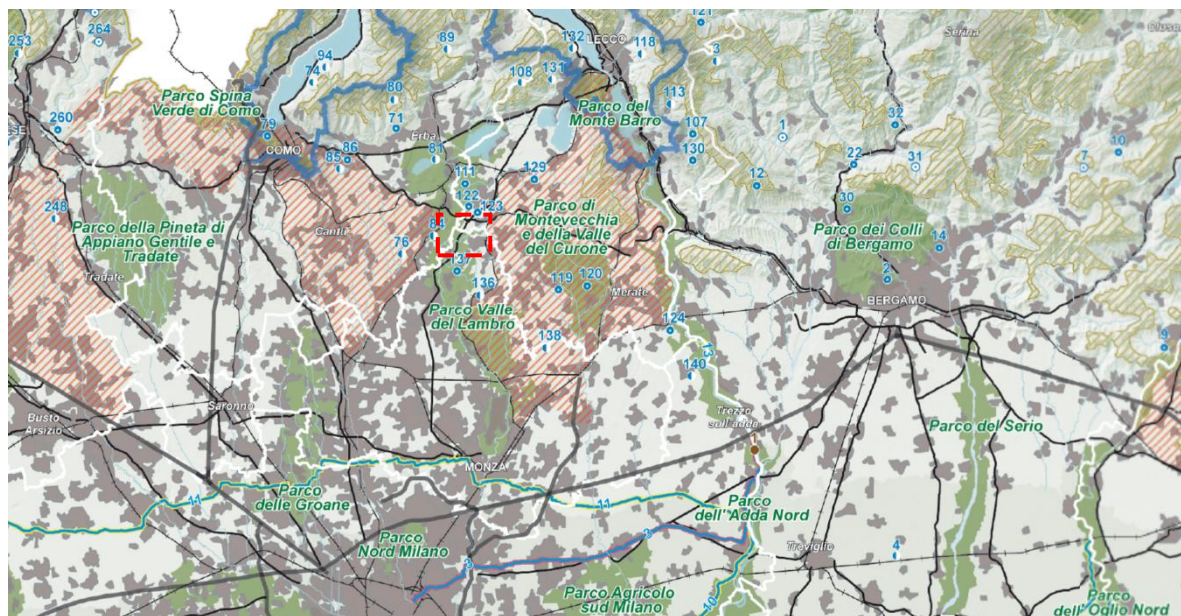 253
264
94
74
89
132
LECCO
118
121
3
Serina
108
131
Parco Spina
Verde di Como
80
Parco del
Monte Barro
113
260
79
71
Erba
107
1
32
COMO
86
85
81
130
22
31
7
10
111
129
12
122
123
30
248
Parco della Pineta di
Appiano Gentile e
Tradate
Cantù
84
76
Parco di
Montevecchia
e della Valle
del Curone
Parco dei Colli
di Bergamo
14
Tradate
137
136
119
120
Merate
2
BERGAMO
Parco Valle
del Lambro
138
124
13
9
140
Busto
Arsizio
Saronno
Trezzo
sull'adda
1
Parco del Serio
MONZA
11
Parco
delle Groane
11
Parco
dell'Adda Nord
Parco
Nord Milano
3
3
Treviglio
4
Parco Agricolo
sud Milano
10
Parco
dell'Oglio Nord